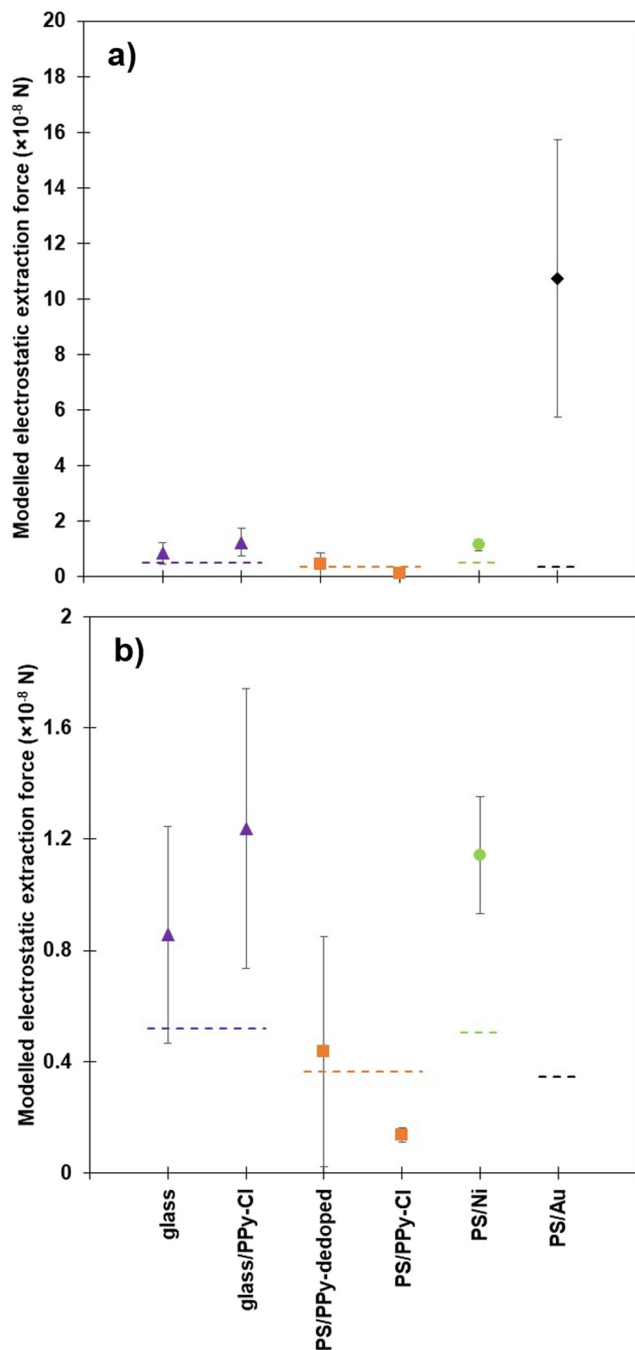 a)
Modelled electrostatic extraction force (×10⁻⁸ N)
20
18
16
14
12
10
8
6
4
2
0
b)
Modelled electrostatic extraction force (×10⁻⁸ N)
2
1.6
1.2
0.8
0.4
0
glass
glass/PPy-Cl
PS/PPy-dedoped
PS/PPy-Cl
PS/Ni
PS/Au